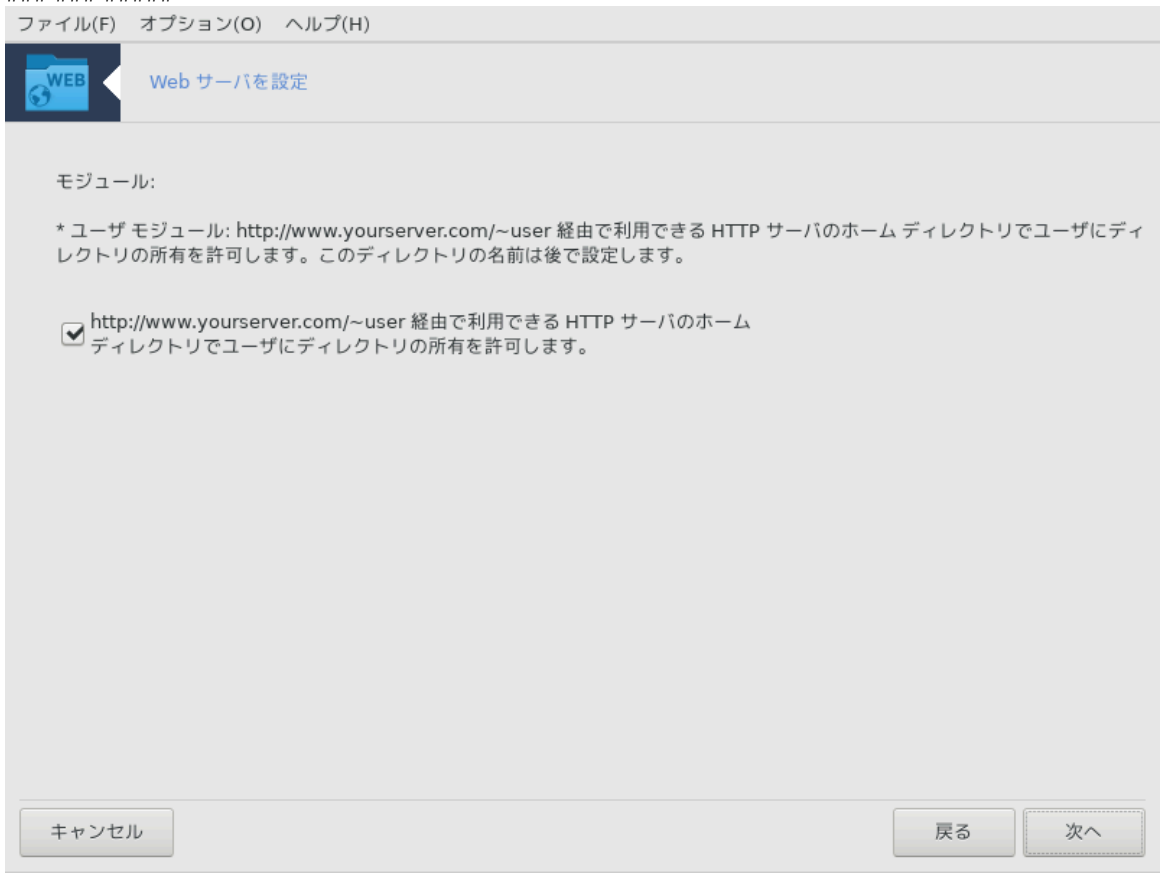 ファイル(F) オプション(O) ヘルプ(H)
WEB
Web サーバを設定
モジュール:
* ユーザ モジュール: http://www.yourserver.com/~user 経由で利用できる HTTP サーバのホーム ディレクトリでユーザにディ
レクトリの所有を許可します。このディレクトリの名前は後で設定します。
http://www.yourserver.com/~user 経由で利用できる HTTP サーバのホーム
ディレクトリでユーザにディレクトリの所有を許可します。
キャンセル 戻る 次へ